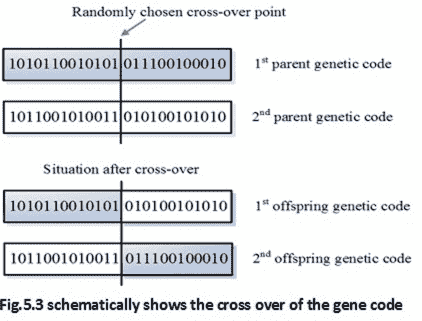 Randomly chosen cross-over point
1010110010101 011100100010 1st parent genetic code
1011001010011 010100101010 2nd parent genetic code
Situation after cross-over
1010110010101 010100101010 1st offspring genetic code
1011001010011 011100100010 2nd offspring genetic code
Fig.5.3 schematically shows the cross over of the gene code